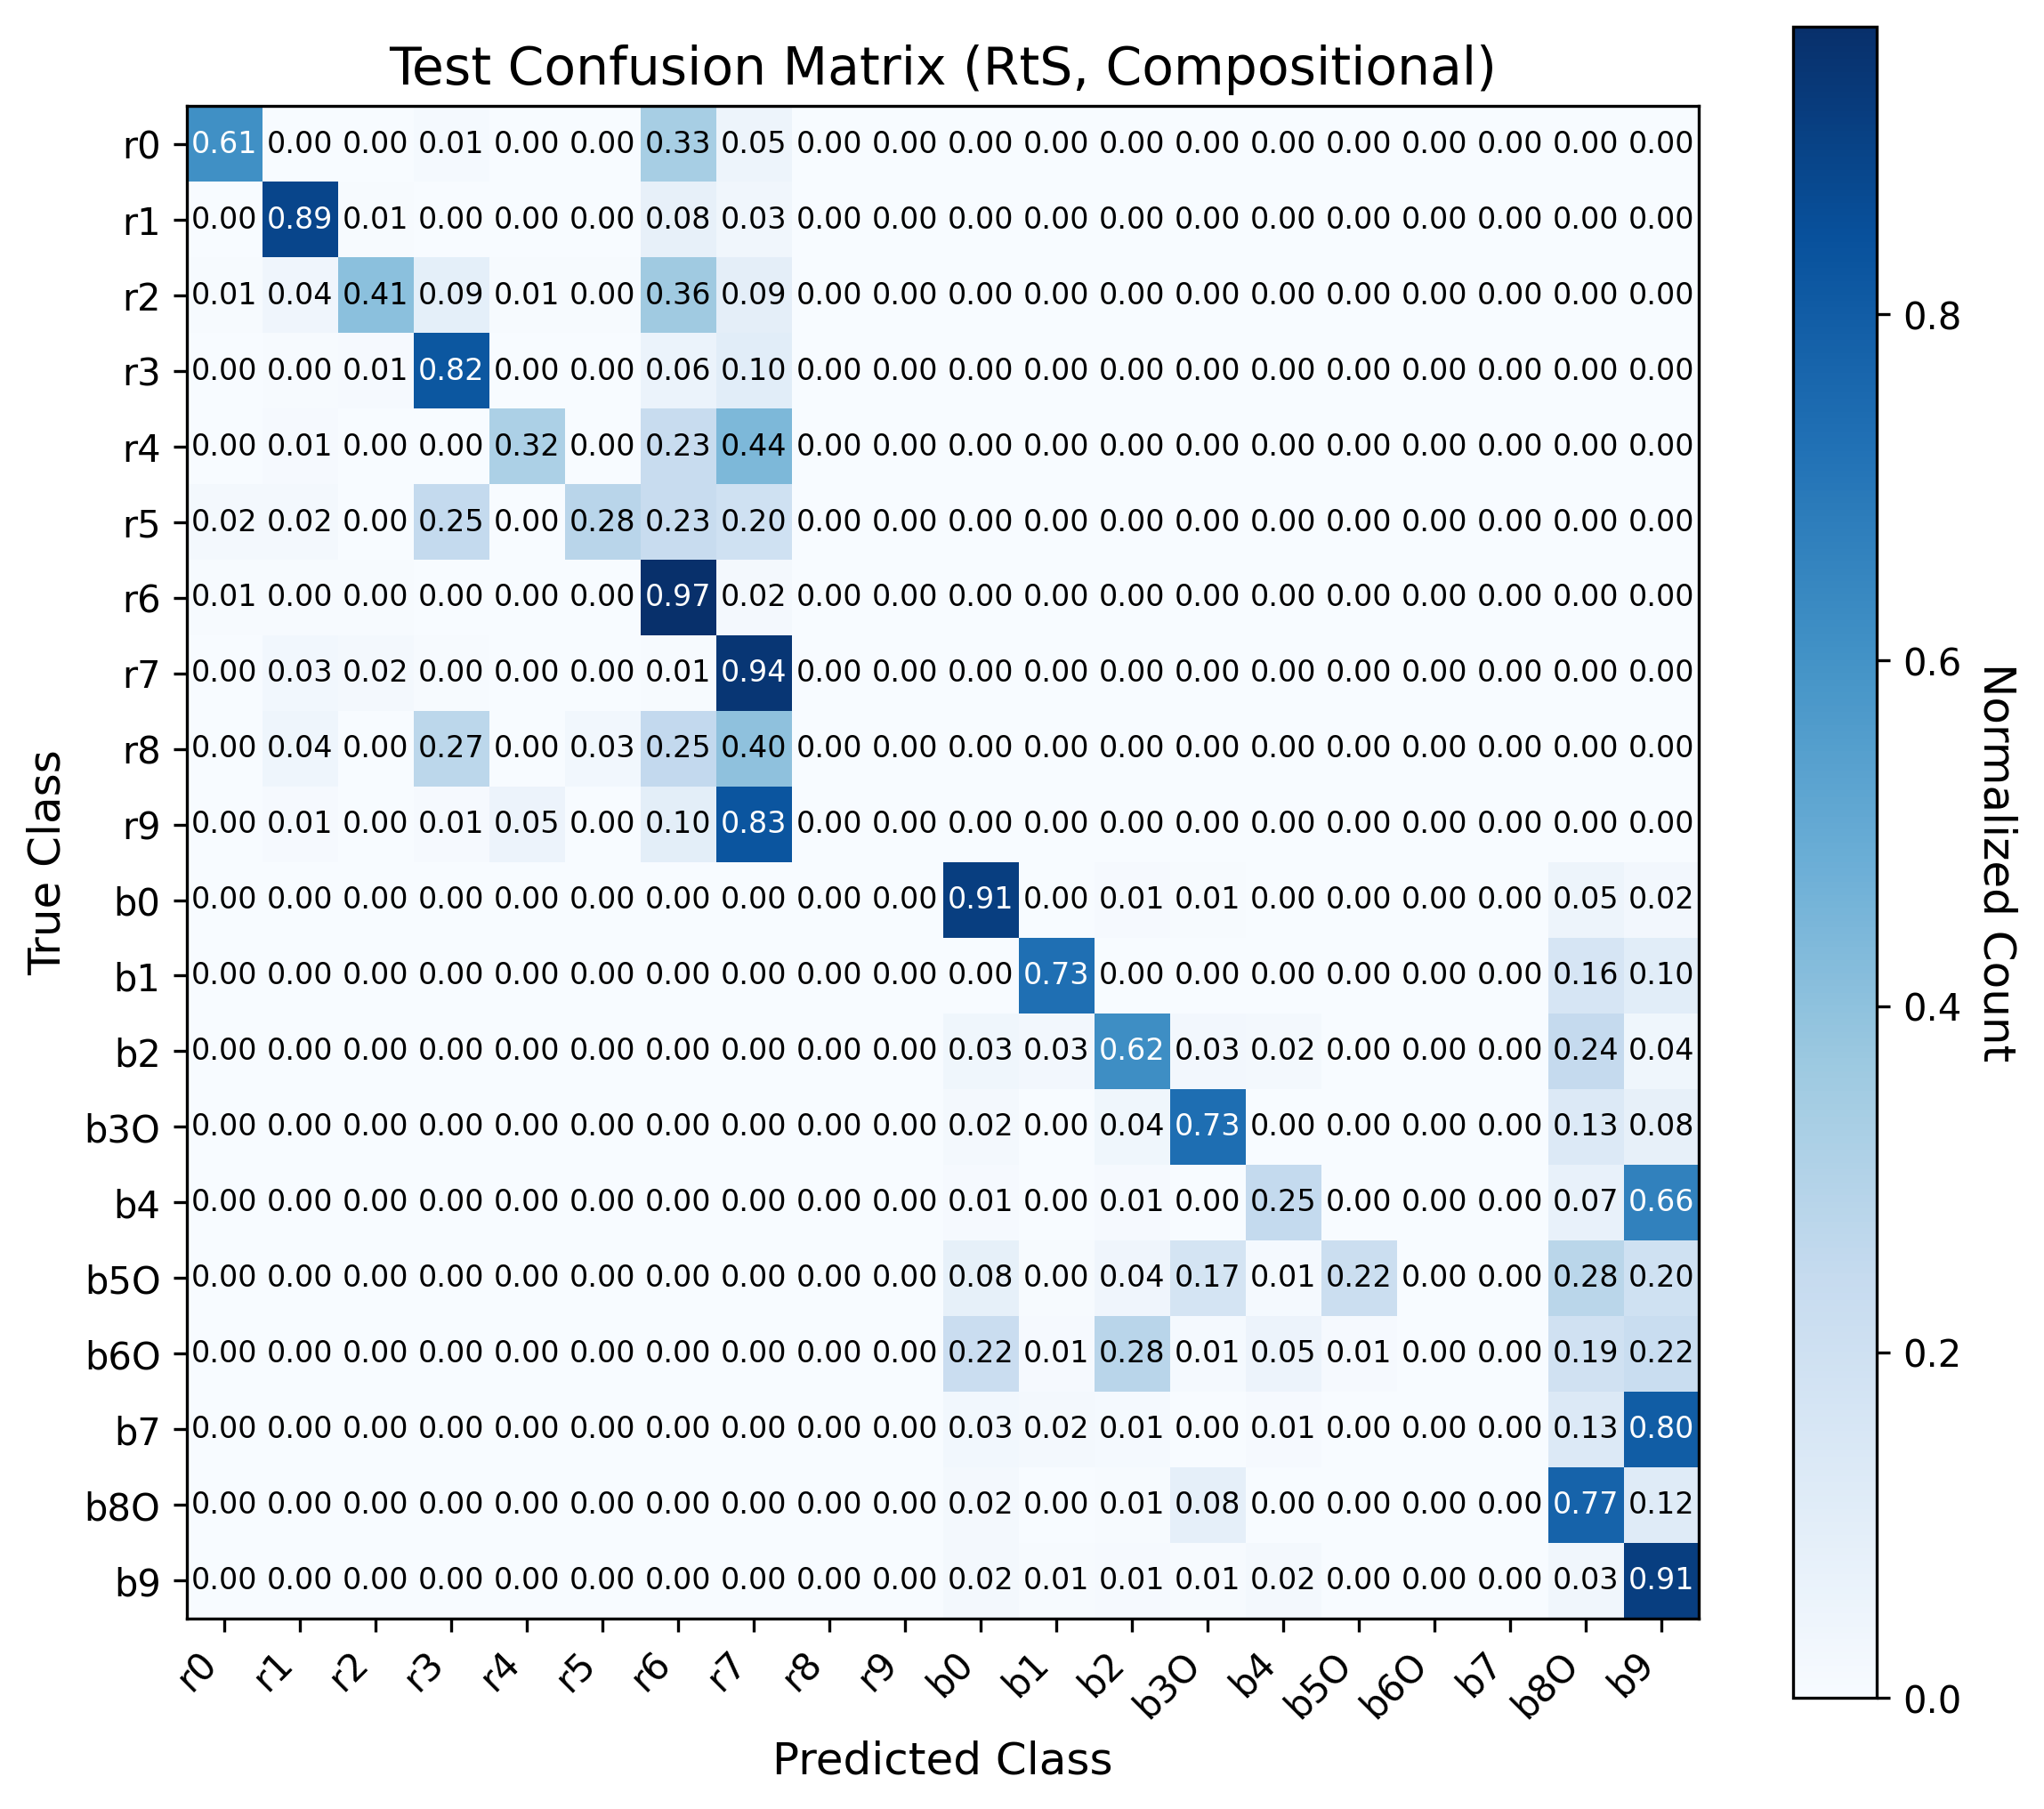 Test Confusion Matrix (RtS, Compositional)
r0 0.61 0.00 0.00 0.01 0.00 0.00 0.33 0.05 0.00 0.00 0.00 0.00 0.00 0.00 0.00 0.00 0.00 0.00 0.00 0.00
r1 0.00 0.89 0.01 0.00 0.00 0.00 0.08 0.03 0.00 0.00 0.00 0.00 0.00 0.00 0.00 0.00 0.00 0.00 0.00 0.00
r2 0.01 0.04 0.41 0.09 0.01 0.00 0.36 0.09 0.00 0.00 0.00 0.00 0.00 0.00 0.00 0.00 0.00 0.00 0.00 0.00
r3 0.00 0.00 0.01 0.82 0.00 0.00 0.06 0.10 0.00 0.00 0.00 0.00 0.00 0.00 0.00 0.00 0.00 0.00 0.00 0.00
r4 0.00 0.01 0.00 0.00 0.32 0.00 0.23 0.44 0.00 0.00 0.00 0.00 0.00 0.00 0.00 0.00 0.00 0.00 0.00 0.00
r5 0.02 0.02 0.00 0.25 0.00 0.28 0.23 0.20 0.00 0.00 0.00 0.00 0.00 0.00 0.00 0.00 0.00 0.00 0.00 0.00
r6 0.01 0.00 0.00 0.00 0.00 0.00 0.97 0.02 0.00 0.00 0.00 0.00 0.00 0.00 0.00 0.00 0.00 0.00 0.00 0.00
r7 0.00 0.03 0.02 0.00 0.00 0.00 0.01 0.94 0.00 0.00 0.00 0.00 0.00 0.00 0.00 0.00 0.00 0.00 0.00 0.00
r8 0.00 0.04 0.00 0.27 0.00 0.03 0.25 0.40 0.00 0.00 0.00 0.00 0.00 0.00 0.00 0.00 0.00 0.00 0.00 0.00
r9 0.00 0.01 0.00 0.01 0.05 0.00 0.10 0.83 0.00 0.00 0.00 0.00 0.00 0.00 0.00 0.00 0.00 0.00 0.00 0.00
b0 0.00 0.00 0.00 0.00 0.00 0.00 0.00 0.00 0.00 0.00 0.91 0.00 0.01 0.01 0.00 0.00 0.00 0.00 0.05 0.02
b1 0.00 0.00 0.00 0.00 0.00 0.00 0.00 0.00 0.00 0.00 0.00 0.73 0.00 0.00 0.00 0.00 0.00 0.00 0.16 0.10
b2 0.00 0.00 0.00 0.00 0.00 0.00 0.00 0.00 0.00 0.00 0.03 0.03 0.62 0.03 0.02 0.00 0.00 0.00 0.24 0.04
b3O 0.00 0.00 0.00 0.00 0.00 0.00 0.00 0.00 0.00 0.00 0.02 0.00 0.04 0.73 0.00 0.00 0.00 0.00 0.13 0.08
b4 0.00 0.00 0.00 0.00 0.00 0.00 0.00 0.00 0.00 0.00 0.01 0.00 0.01 0.00 0.25 0.00 0.00 0.00 0.07 0.66
b5O 0.00 0.00 0.00 0.00 0.00 0.00 0.00 0.00 0.00 0.00 0.08 0.00 0.04 0.17 0.01 0.22 0.00 0.00 0.28 0.20
b6O 0.00 0.00 0.00 0.00 0.00 0.00 0.00 0.00 0.00 0.00 0.22 0.01 0.28 0.01 0.05 0.01 0.00 0.00 0.19 0.22
b7 0.00 0.00 0.00 0.00 0.00 0.00 0.00 0.00 0.00 0.00 0.03 0.02 0.01 0.00 0.01 0.00 0.00 0.00 0.13 0.80
b8O 0.00 0.00 0.00 0.00 0.00 0.00 0.00 0.00 0.00 0.00 0.02 0.00 0.01 0.08 0.00 0.00 0.00 0.00 0.77 0.12
b9 0.00 0.00 0.00 0.00 0.00 0.00 0.00 0.00 0.00 0.00 0.02 0.01 0.01 0.01 0.02 0.00 0.00 0.00 0.03 0.91
r0 r1 r2 r3 r4 r5 r6 r7 r8 r9 b0 b1 b2 b3O b4 b5O b6O b7 b8O b9
Predicted Class
True Class
0.8
0.6
0.4
0.2
0.0
Normalized Count